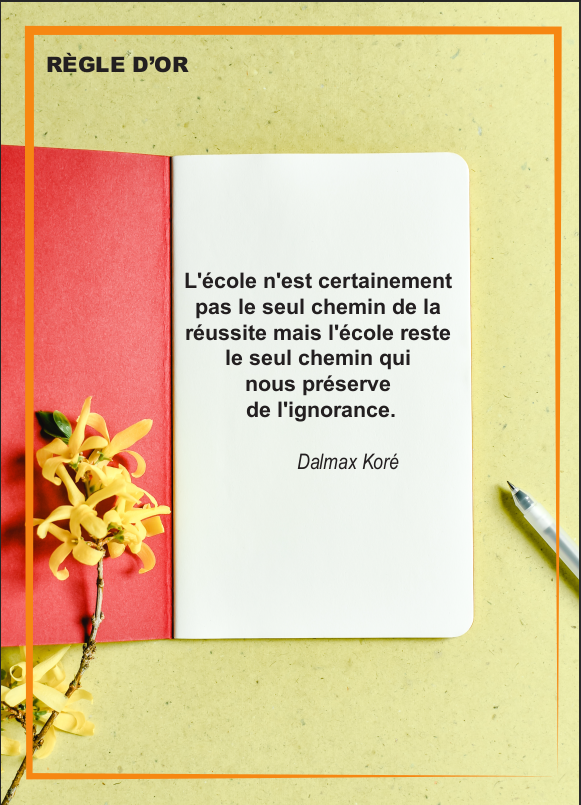 RÈGLE D’OR
L'école n'est certainement
pas le seul chemin de la
réussite mais l'école reste
le seul chemin qui
nous préserve
de l'ignorance.
Dalmax Koré